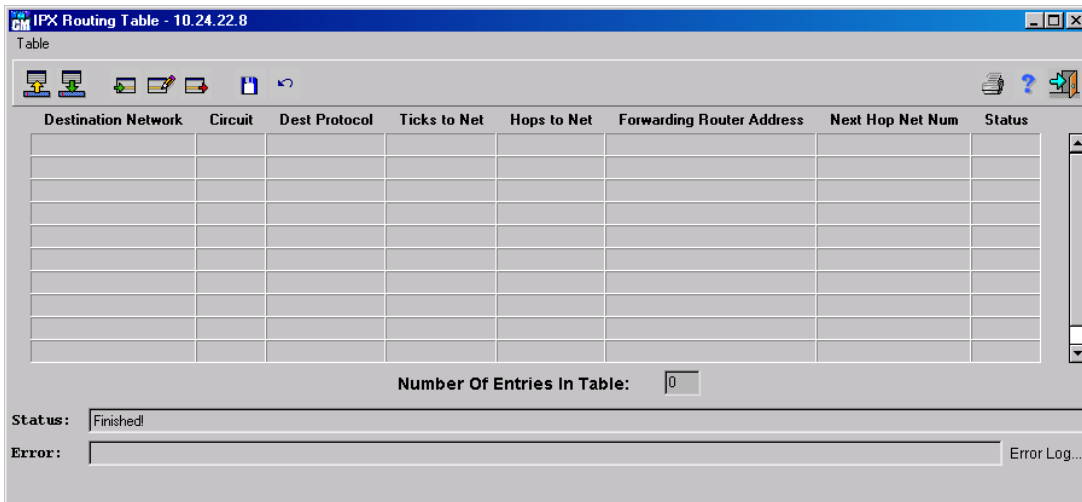 CM IPX Routing Table - 10.24.22.8
Table
?
Destination Network Circuit Dest Protocol Ticks to Net Hops to Net Forwarding Router Address Next Hop Net Num Status
Number Of Entries In Table: 0
Status: Finished!
Error: Error Log...